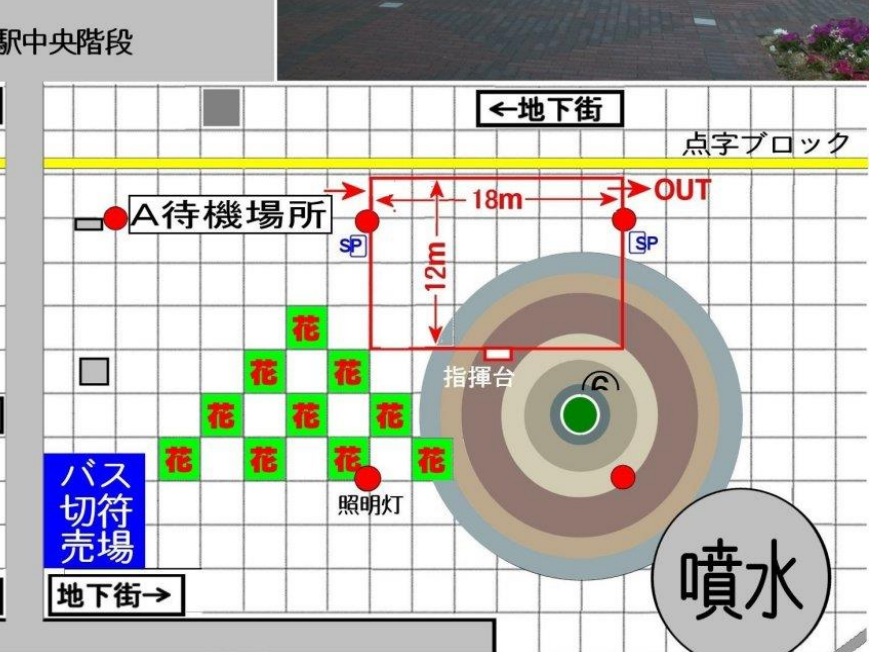 駅中央階段
←地下街
点字ブロック
OUT
18m
A待機場所
SP
SP
12m
花
花
花
指揮台
⑥
花
花
花
花
花
花
花
照明灯
バス
切符
売場
地下街→
噴水